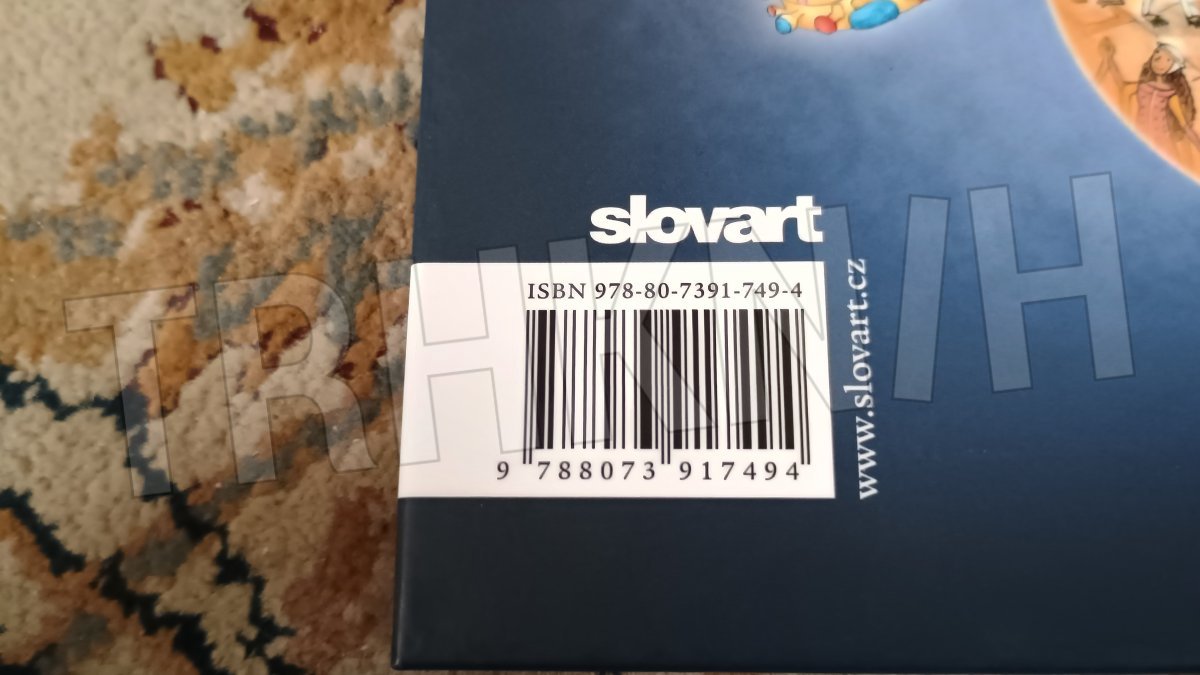 slovart
ISBN 978-80-7391-749-4
9 788073 917494
www.slovart.cz
TRHKNIH